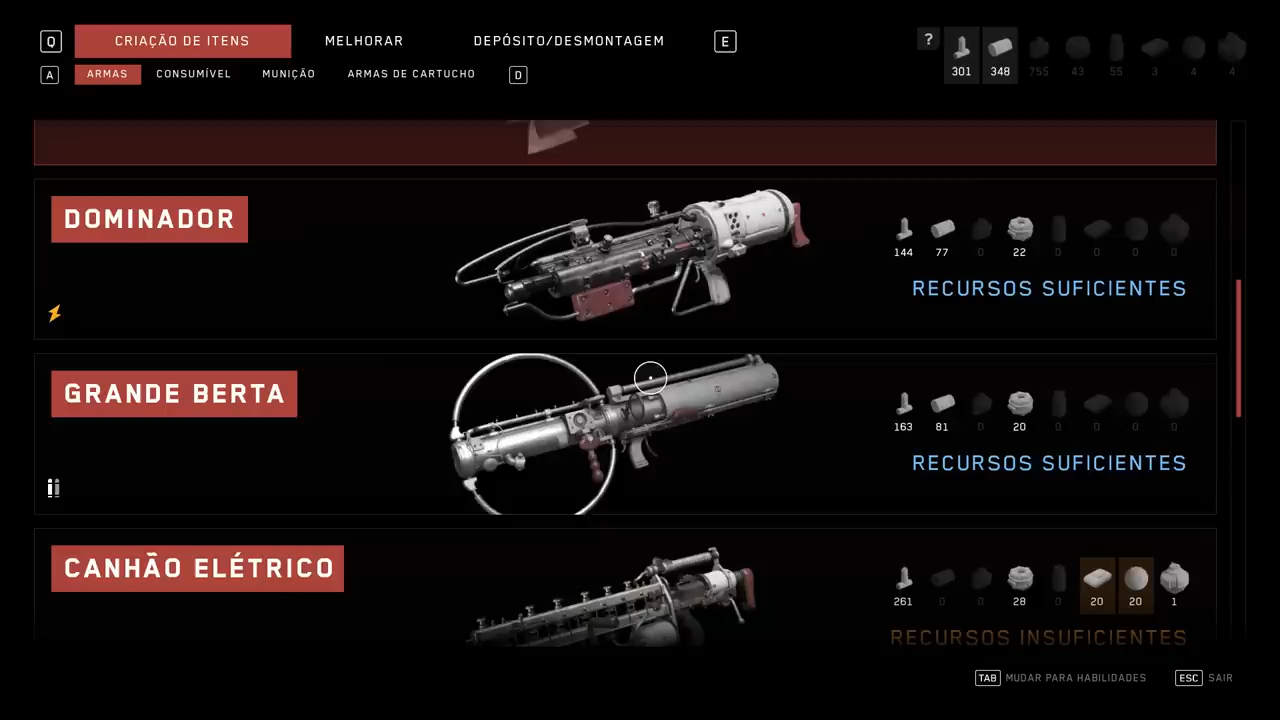 Q CRIAÇÃO DE ITENS MELHORAR DEPÓSITO/DESMONTAGEM E
A ARMAS CONSUMÍVEL MUNIÇÃO ARMAS DE CARTUCHO D
?
301 348 755 43 55 3 4 4
DOMINADOR
144 77 0 22 0 0 0 0
RECURSOS SUFICIENTES
GRANDE BERTA
163 81 0 20 0 0 0 0
RECURSOS SUFICIENTES
CANHÃO ELÉTRICO
261 0 0 28 0 20 20 1
RECURSOS INSUFICIENTES
TAB MUDAR PARA HABILIDADES ESC SAIR